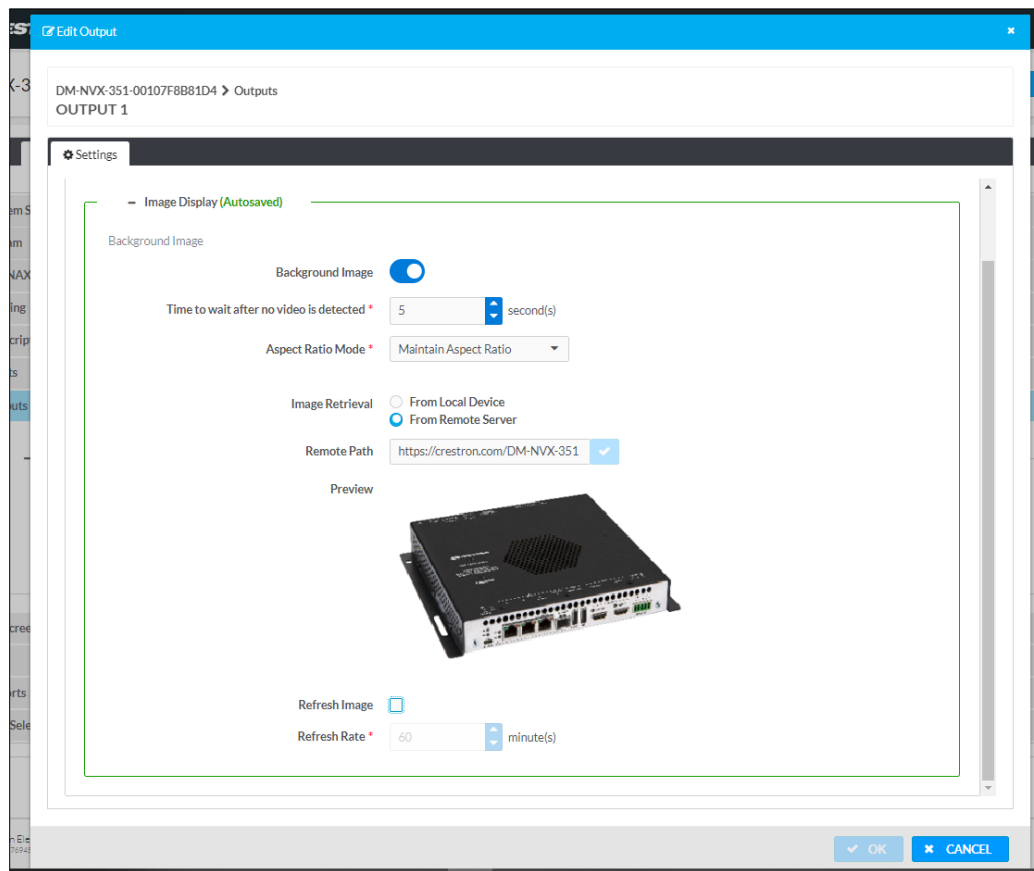 Edit Output
DM-NVX-351-00107F8B81D4 > Outputs
OUTPUT 1
Settings
Image Display (Autosaved)
Background Image
Background Image
Time to wait after no video is detected * 5 second(s)
Aspect Ratio Mode * Maintain Aspect Ratio
Image Retrieval From Local Device
From Remote Server
Remote Path https://crestron.com/DM-NVX-351
Preview
Refresh Image
Refresh Rate * 60 minute(s)
OK CANCEL